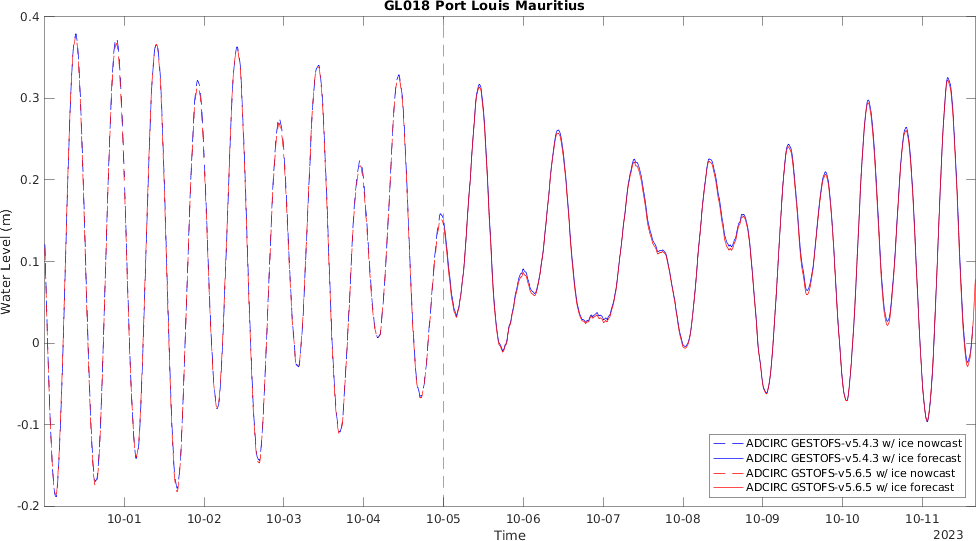 GL018 Port Louis Mauritius
Water Level (m)
0.4
0.3
0.2
0.1
0
-0.1
-0.2
10-01 10-02 10-03 10-04 10-05 10-06 10-07 10-08 10-09 10-10 10-11
Time
2023
ADCIRC GESTOFS-v5.4.3 w/ ice nowcast
ADCIRC GESTOFS-v5.4.3 w/ ice forecast
ADCIRC GSTOFS-v5.6.5 w/ ice nowcast
ADCIRC GSTOFS-v5.6.5 w/ ice forecast